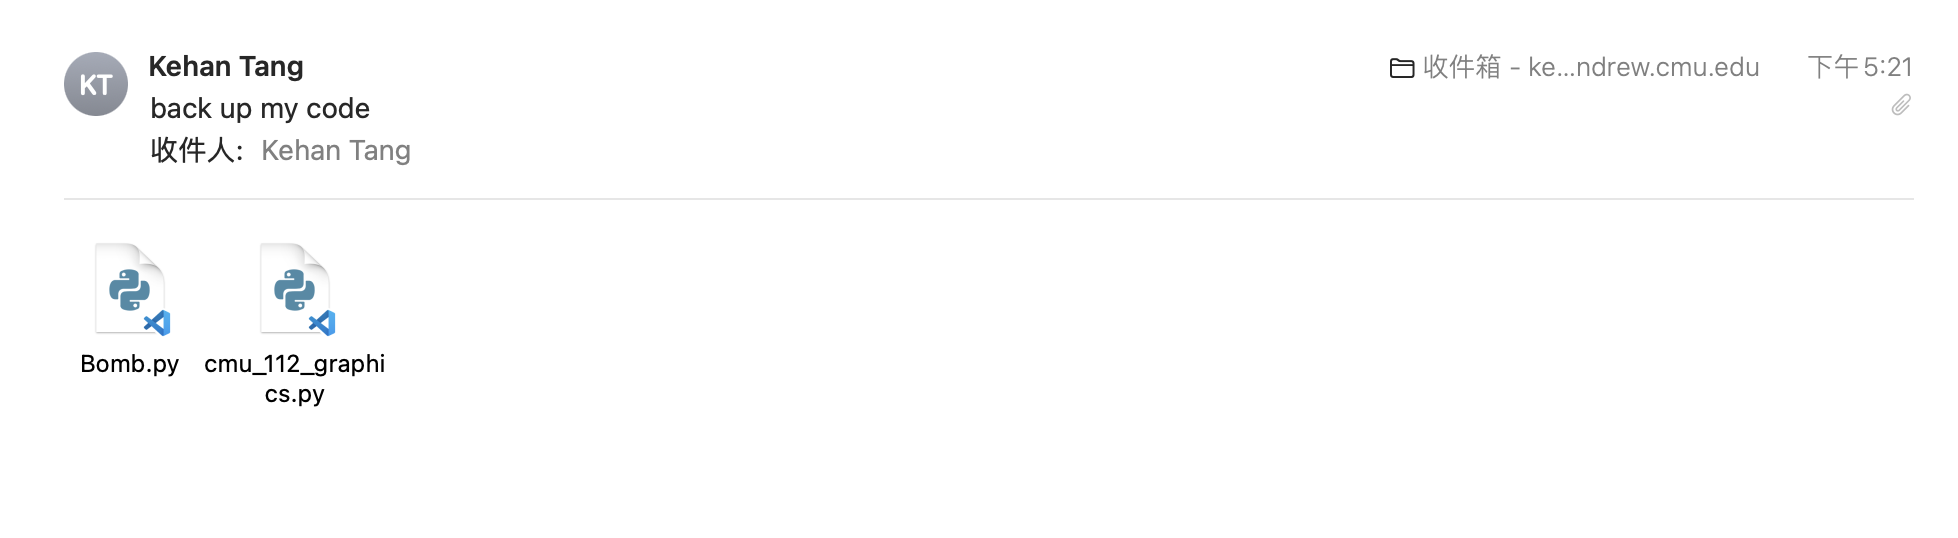 KT
Kehan Tang
收件箱 - ke...ndrew.cmu.edu
下午5:21
back up my code
收件人: Kehan Tang
Bomb.py
cmu_112_graphi
cs.py